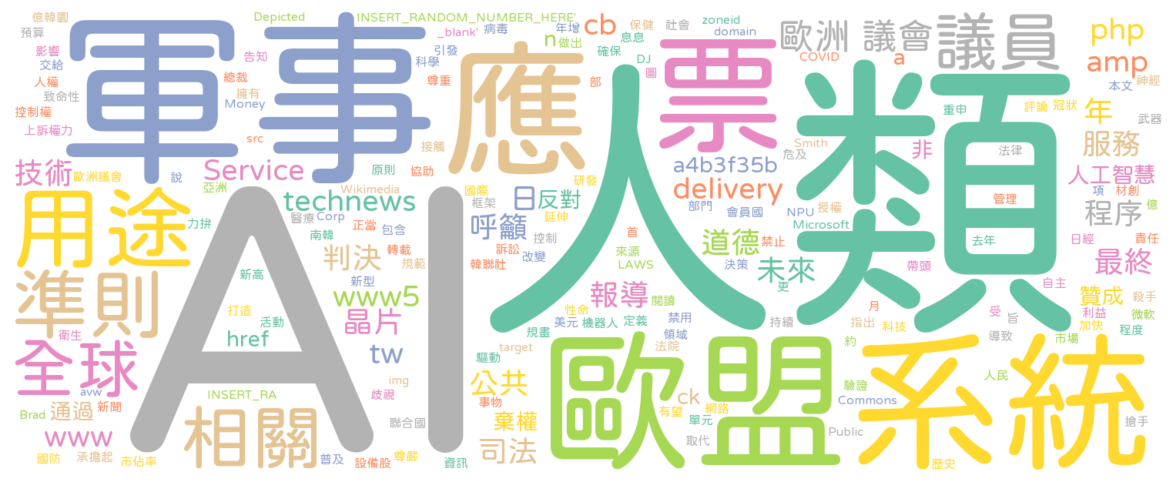 億韓圜
Depicted
INSERT_RANDOM_NUMBER_HERE
年增
cb
保健
社會
zoneid
domain
歐洲
議會
議員
php
預算
軍事
_blank'
病毒
n
做出
息息
影響
告知
引發
應
確保
DJ
票
COVID
a
amp
交給
總裁
科學
圖
人類
本文
神經
人權
擁有
尊重
部
致命性
Money
重申
評論
冠狀
年
控制權
武器
上訴權力
src
接觸
Smith
非
法律
服務
技術
歐洲議會
說
Service
原則
協助
a4b3f35b
危及
人工智慧
亞洲
Wikimedia
國際
研發
delivery
項
材創
億
用途
technews
框架
日
反對
部門
會員國
NPU
授權
管理
程序
力拼
醫療
Corp
正當
包含
呼籲
延伸
Microsoft
南韓
轉載
訴訟
控制
首
道德
禁止
去年
日經
責任
AI
判決
規範
韓聯社
改變
來源
決策
未來
帶頭
最終
新高
新型
LAWS
更
自主
準則
www5
報導
閱讀
月
受
旨
贊成
殺手
打造
性命
利益
微軟
衛生
活動
晶片
規畫
美元
機器人
定義
禁用
持續
指出
科技
加快
程度
href
領域
導致
市場
全球
tw
驅動
target
法院
歐盟
約
系統
img
公共
人民
avw
INSERT_RA
歧視
事物
ck
驗證
Commons
Brad
通過
新聞
相關
聯合國
棄權
有望
網路
單元
搶手
www
司法
取代
Public
國防
承擔起
市佔率
普及
設備股
尊嚴
資訊
歷史